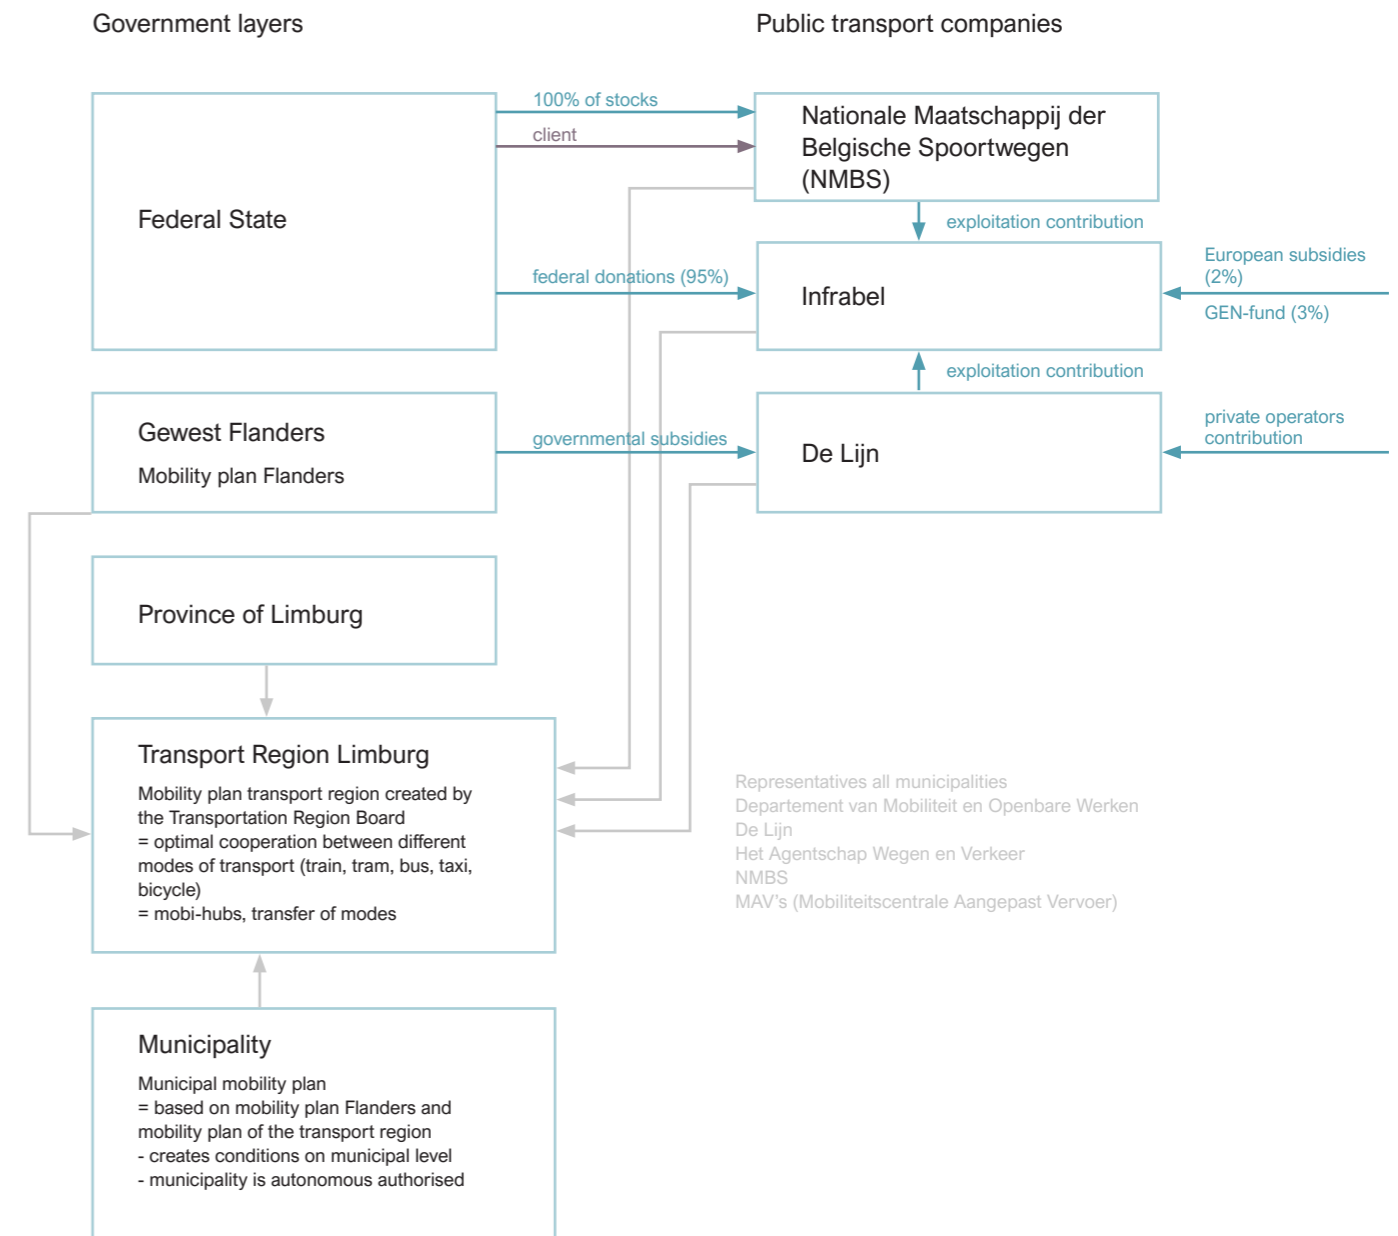 Government layers
Public transport companies
Federal State
100% of stocks
client
federal donations (95%)
Nationale Maatschappij der
Belgische Spoortwegen
(NMBS)
exploitation contribution
Infrabel
European subsidies
(2%)
GEN-fund (3%)
exploitation contribution
Gewest Flanders
Mobility plan Flanders
governmental subsidies
De Lijn
private operators
contribution
Province of Limburg
Transport Region Limburg
Mobility plan transport region created by
the Transportation Region Board
= optimal cooperation between different
modes of transport (train, tram, bus, taxi,
bicycle)
= mobi-hubs, transfer of modes
Representatives all municipalities
Departement van Mobiliteit en Openbare Werken
De Lijn
Het Agentschap Wegen en Verkeer
NMBS
MAV's (Mobiliteitscentrale Aangepast Vervoer)
Municipality
Municipal mobility plan
= based on mobility plan Flanders and
mobility plan of the transport region
- creates conditions on municipal level
- municipality is autonomous authorised